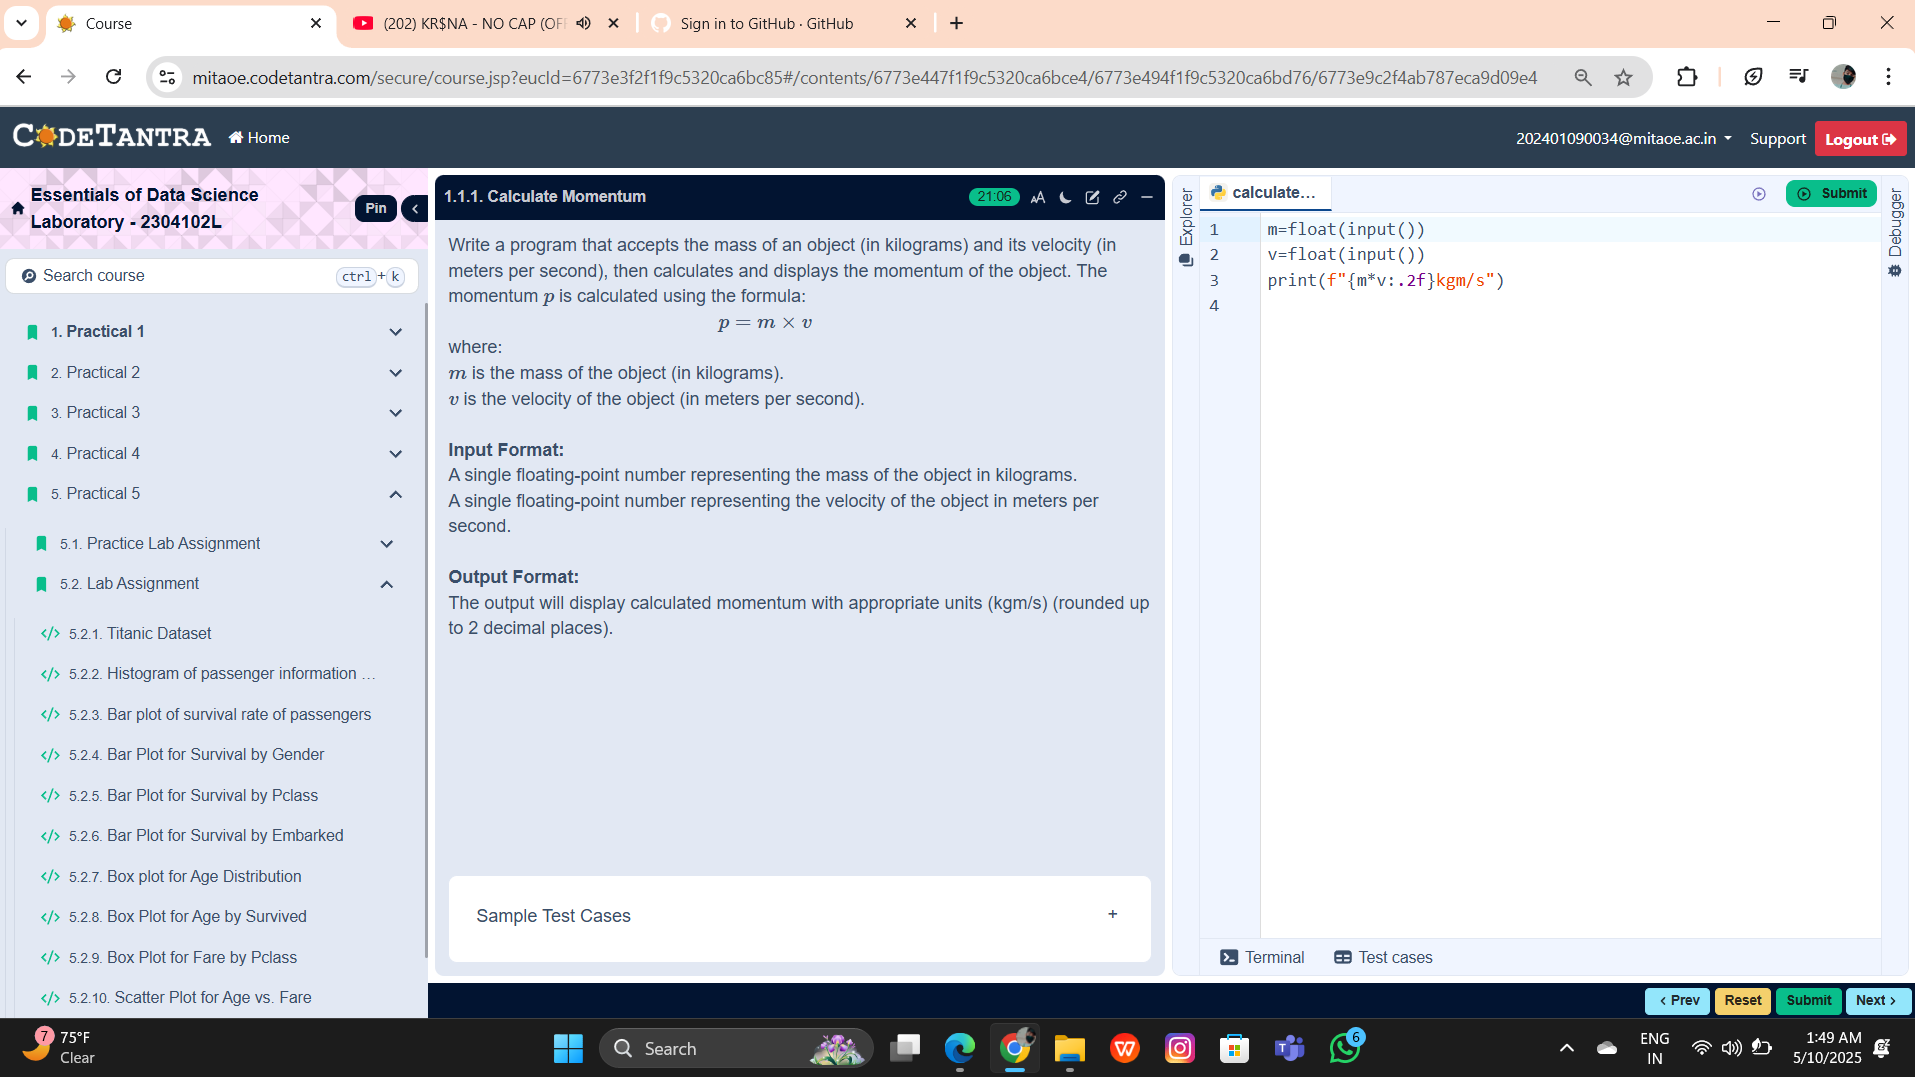 Course
(202) KR$NA - NO CAP (OF
Sign in to GitHub · GitHub
mitaoe.codetantra.com/secure/course.jsp?eucId=6773e3f2f1f9c5320ca6bc85#/contents/6773e447f1f9c5320ca6bce4/6773e494f1f9c5320ca6bd76/6773e9c2f4ab787eca9d09e4
CODETANTRA
Home
202401090034@mitaoe.ac.in
Support
Logout
Essentials of Data Science
Laboratory - 2304102L
Pin
Search course
ctrl + k
1. Practical 1
2. Practical 2
3. Practical 3
4. Practical 4
5. Practical 5
5.1. Practice Lab Assignment
5.2. Lab Assignment
5.2.1. Titanic Dataset
5.2.2. Histogram of passenger information ...
5.2.3. Bar plot of survival rate of passengers
5.2.4. Bar Plot for Survival by Gender
5.2.5. Bar Plot for Survival by Pclass
5.2.6. Bar Plot for Survival by Embarked
5.2.7. Box plot for Age Distribution
5.2.8. Box Plot for Age by Survived
5.2.9. Box Plot for Fare by Pclass
5.2.10. Scatter Plot for Age vs. Fare
1.1.1. Calculate Momentum
21:06
AA
Write a program that accepts the mass of an object (in kilograms) and its velocity (in
meters per second), then calculates and displays the momentum of the object. The
momentum p is calculated using the formula:
p = m × v
where:
m is the mass of the object (in kilograms).
v is the velocity of the object (in meters per second).
Input Format:
A single floating-point number representing the mass of the object in kilograms.
A single floating-point number representing the velocity of the object in meters per
second.
Output Format:
The output will display calculated momentum with appropriate units (kgm/s) (rounded up
to 2 decimal places).
Sample Test Cases
+
Explorer
calculate...
Submit
Debugger
1 m=float(input())
2 v=float(input())
3 print(f"{m*v:.2f}kgm/s")
4
Terminal
Test cases
< Prev
Reset
Submit
Next >
7
75°F
Clear
Search
6
ENG
IN
1:49 AM
5/10/2025